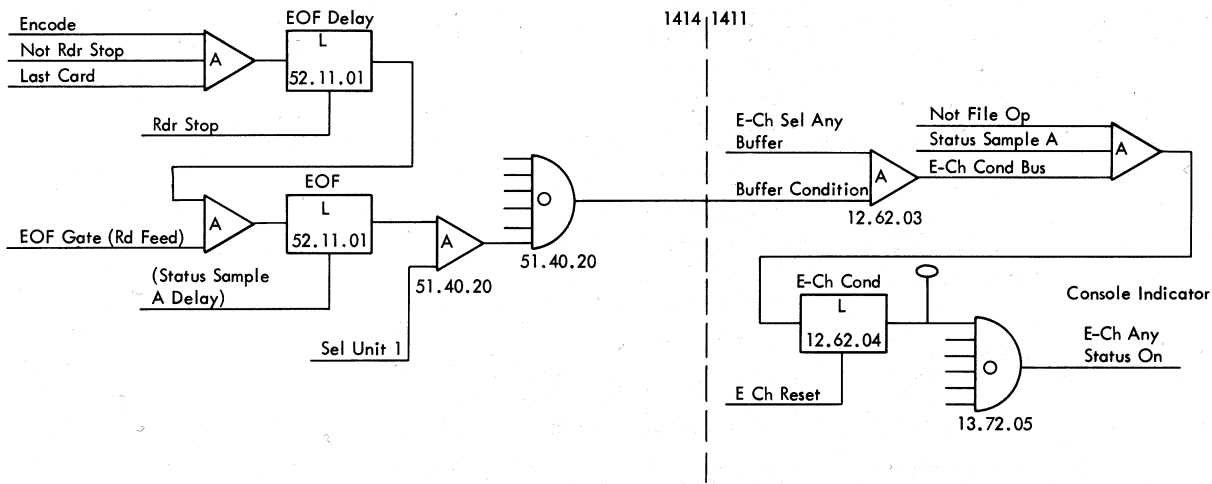 Encode
Not Rdr Stop
Last Card
A
EOF Delay
L
52.11.01
Rdr Stop
EOF Gate (Rd Feed)
A
EOF
L
52.11.01
(Status Sample
A Delay)
A
51.40.20
Sel Unit 1
O
51.40.20
1414 1411
E-Ch Sel Any
Buffer
Buffer Condition
A
12.62.03
Not File Op
Status Sample A
E-Ch Cond Bus
A
E-Ch Cond
L
12.62.04
E Ch Reset
Console Indicator
O
13.72.05
E-Ch Any
Status On